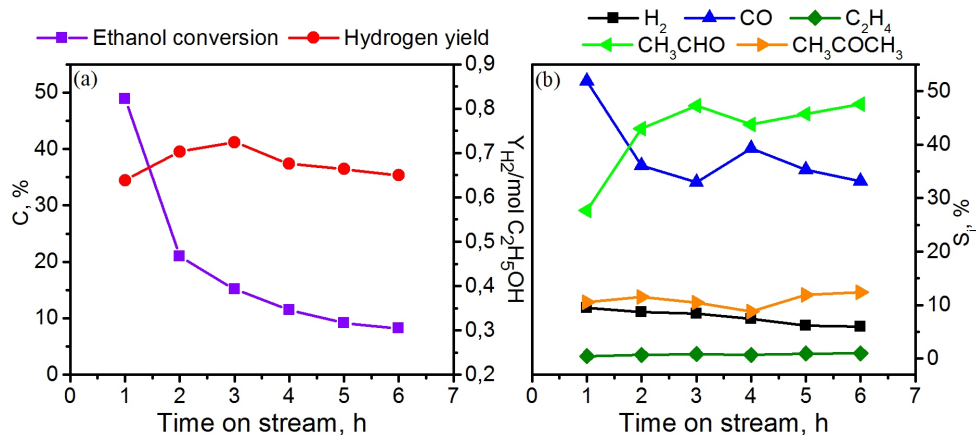 Ethanol conversion Hydrogen yield
(a)
C, %
50
40
30
20
10
0
0 1 2 3 4 5 6 7
Time on stream, h
0,9
0,8
0,7
0,6
0,5
0,4
0,3
0,2
Y_H2/mol C₂H₅OH
H₂ CO C₂H₄
CH₃CHO CH₃COCH₃
(b)
0 1 2 3 4 5 6 7
Time on stream, h
50
40
30
20
10
0
Sᵢ, %